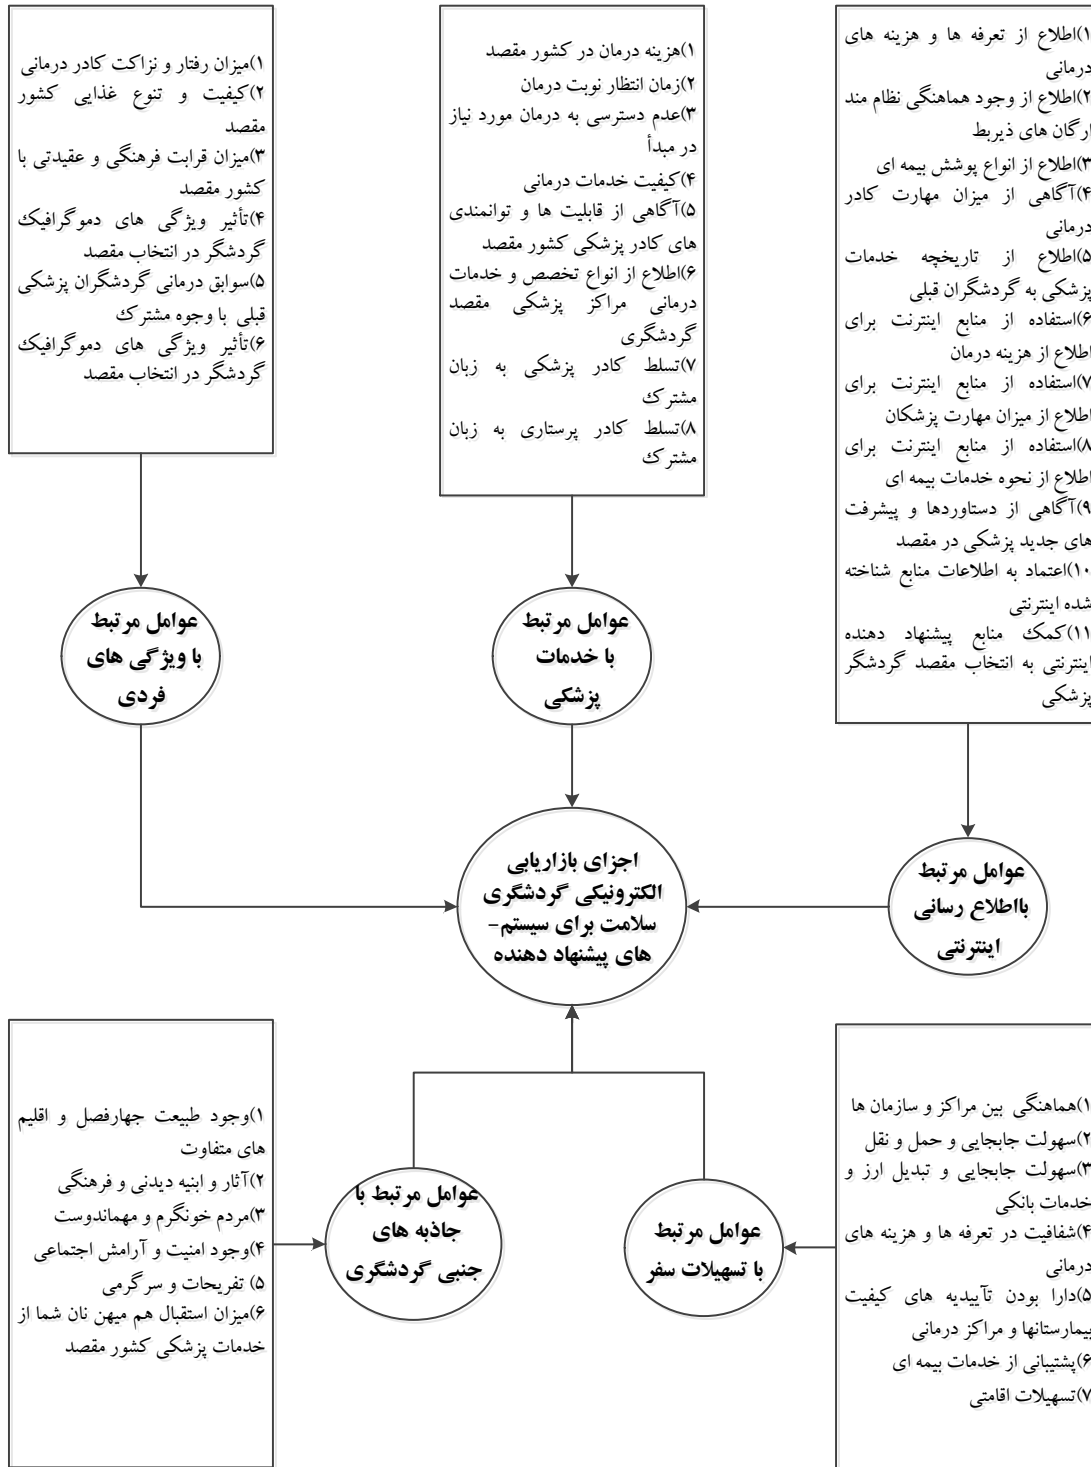 ۱)اطلاع از تعرفه ها و هزینه های
درمانی
۲)اطلاع از وجود هماهنگی نظام مند
ارگان های ذیربط
۳)اطلاع از انواع پوشش بیمه ای
۴)آگاهی از میزان مهارت کادر
درمانی
۵)اطلاع از تاریخچه خدمات
پزشکی به گردشگران قبلی
۶)استفاده از منابع اینترنت برای
اطلاع از هزینه درمان
۷)استفاده از منابع اینترنت برای
اطلاع از میزان مهارت پزشکان
۸)استفاده از منابع اینترنت برای
اطلاع از نحوه خدمات بیمه ای
۹)آگاهی از دستاوردها و پیشرفت
های جدید پزشکی در مقصد
۱۰)اعتماد به اطلاعات منابع شناخته
شده اینترنتی
۱۱)کمک منابع پیشنهاد دهنده
اینترنتی به انتخاب مقصد گردشگر
پزشکی
۱)هزینه درمان در کشور مقصد
۲)زمان انتظار نوبت درمان
۳)عدم دسترسی به درمان مورد نیاز
در مبدأ
۴)کیفیت خدمات درمانی
۵)آگاهی از قابلیت ها و توانمندی
های کادر پزشکی کشور مقصد
۶)اطلاع از انواع تخصص و خدمات
درمانی مراکز پزشکی مقصد
گردشگری
۷)تسلط کادر پزشکی به زبان
مشترک
۸)تسلط کادر پرستاری به زبان
مشترک
۱)میزان رفتار و نزاکت کادر درمانی
۲)کیفیت و تنوع غذایی کشور
مقصد
۳)میزان قرابت فرهنگی و عقیدتی با
کشور مقصد
۴)تأثیر ویژگی های دموگرافیک
گردشگر در انتخاب مقصد
۵)سوابق درمانی گردشگران پزشکی
قبلی با وجوه مشترک
۶)تأثیر ویژگی های دموگرافیک
گردشگر در انتخاب مقصد
عوامل مرتبط
با خدمات
پزشکی
عوامل مرتبط
با ویژگی های
فردی
عوامل مرتبط
بااطلاع رسانی
اینترنتی
اجزای بازاریابی
الکترونیکی گردشگری
سلامت برای سیستم-
های پیشنهاد دهنده
۱)هماهنگی بین مراکز و سازمان ها
۲)سهولت جابجایی و حمل و نقل
۳)سهولت جابجایی و تبدیل ارز و
خدمات بانکی
۴)شفافیت در تعرفه ها و هزینه های
درمانی
۵)دارا بودن تآییدیه های کیفیت
بیمارستانها و مراکز درمانی
۶)پشتیبانی از خدمات بیمه ای
۷)تسهیلات اقامتی
عوامل مرتبط
با تسهیلات سفر
عوامل مرتبط با
جاذبه های
جنبی گردشگری
۱)وجود طبیعت جهارفصل و اقلیم
های متفاوت
۲)آثار و ابنیه دیدنی و فرهنگی
۳)مردم خونگرم و مهماندوست
۴)وجود امنیت و آرامش اجتماعی
۵) تفریحات و سرگرمی
۶)میزان استقبال هم میهن نان شما از
خدمات پزشکی کشور مقصد